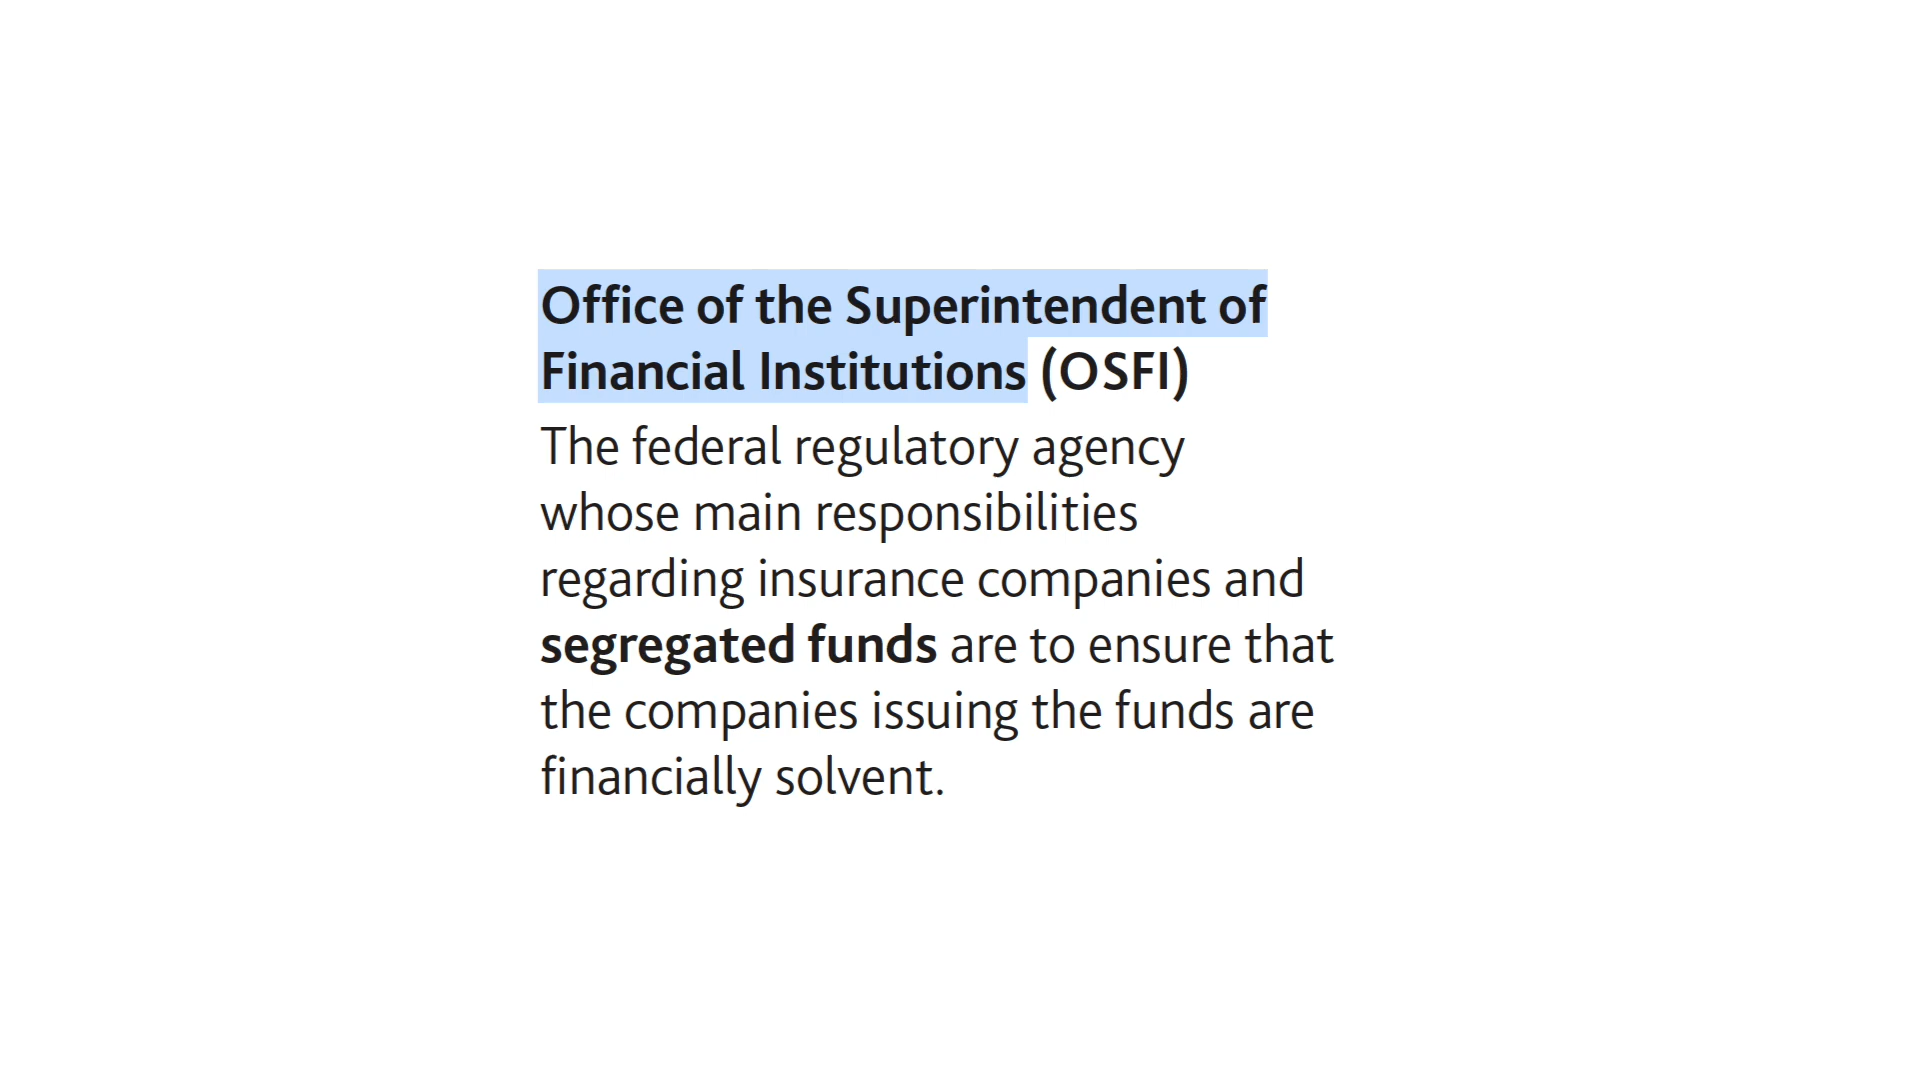 Office of the Superintendent of
Financial Institutions (OSFI)
The federal regulatory agency
whose main responsibilities
regarding insurance companies and
segregated funds are to ensure that
the companies issuing the funds are
financially solvent.